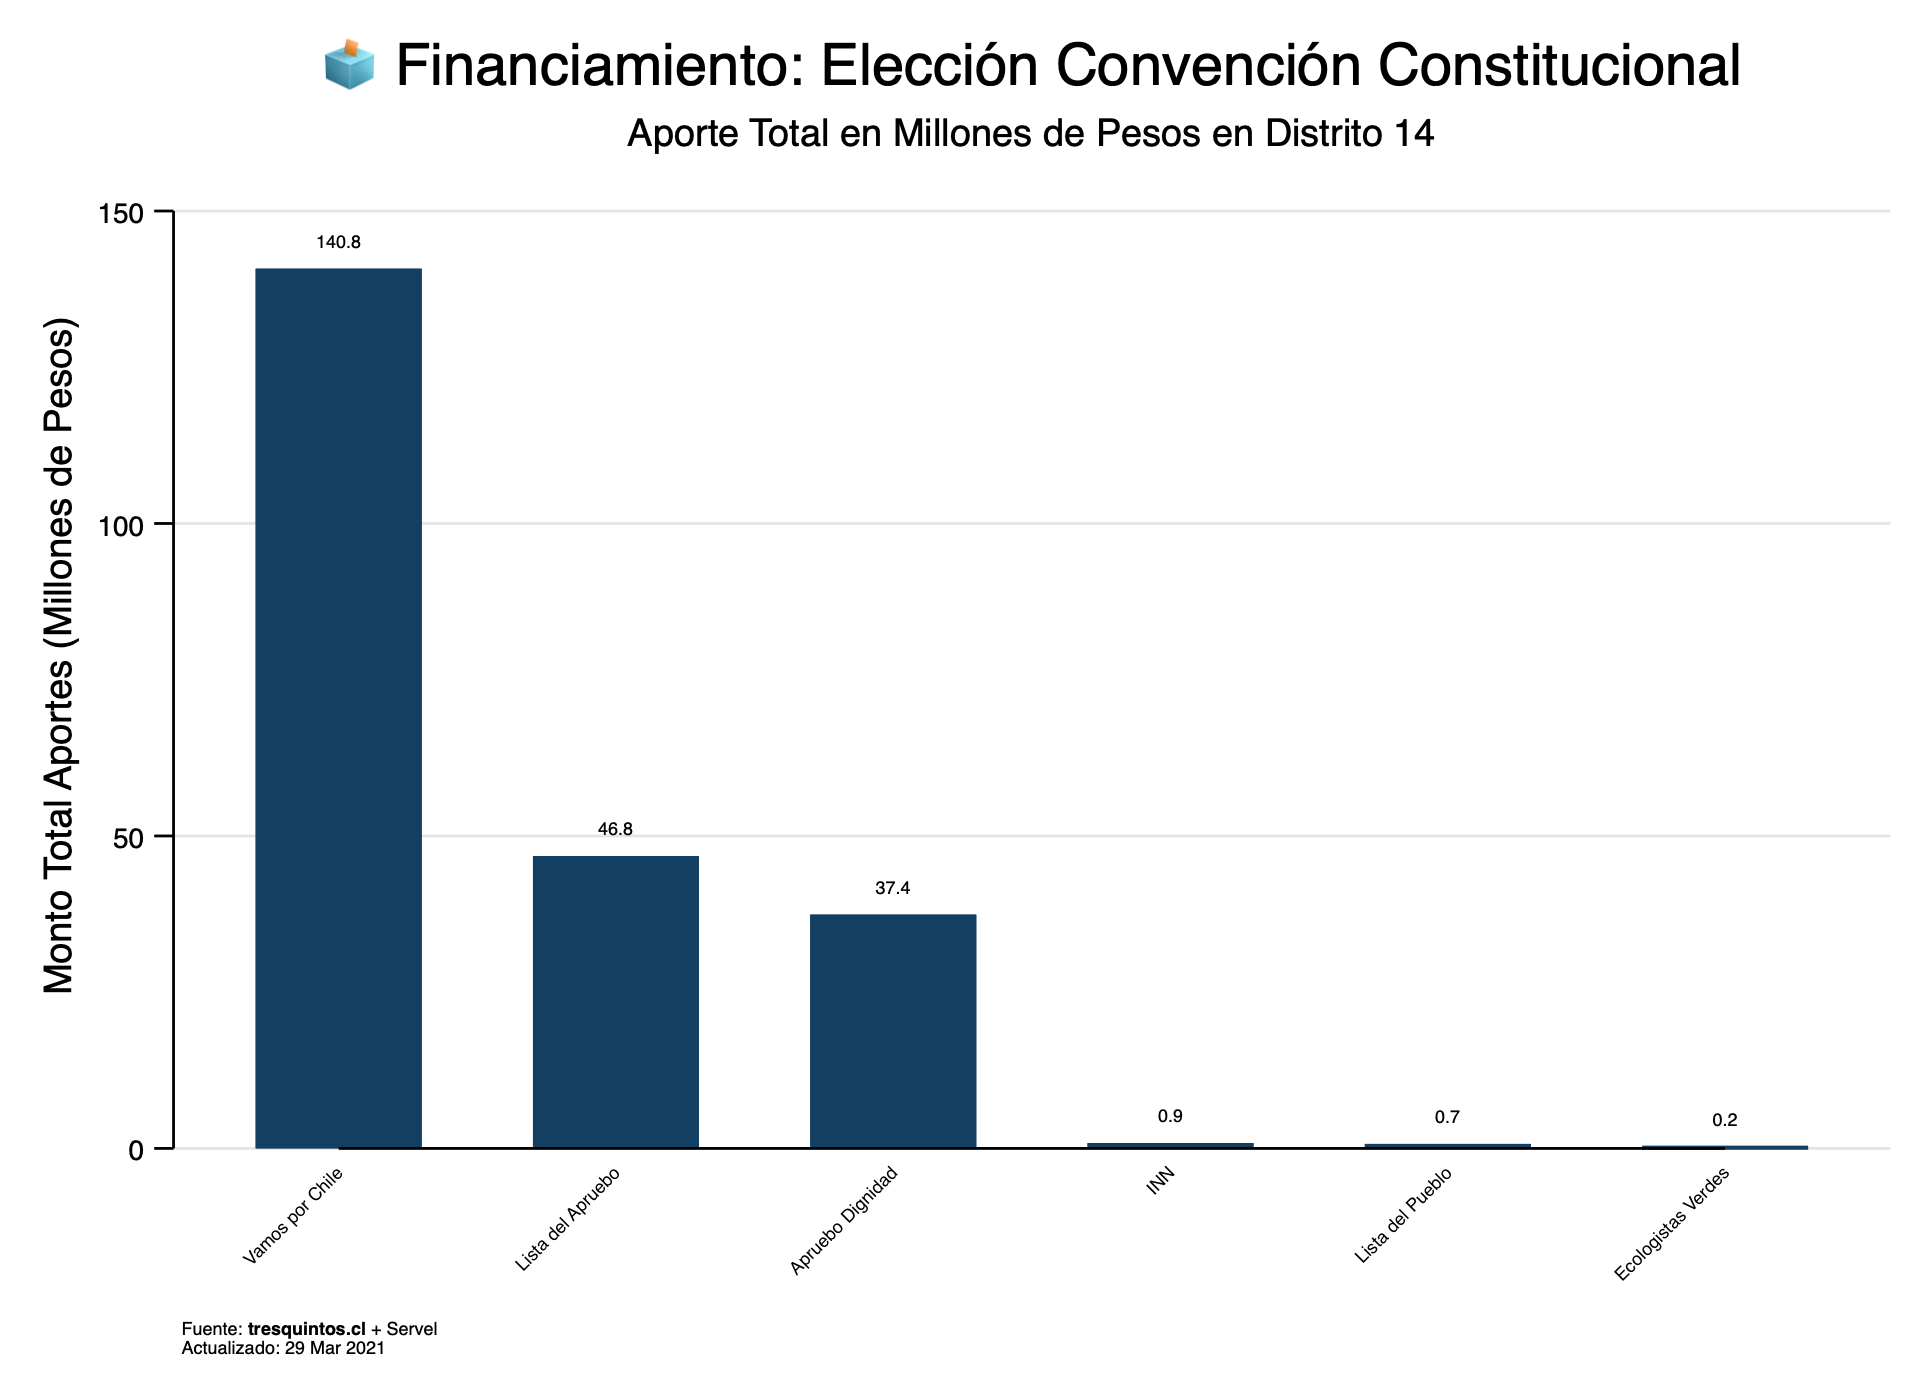 Financiamiento: Elección Convención Constitucional
Aporte Total en Millones de Pesos en Distrito 14
Monto Total Aportes (Millones de Pesos)
150
100
50
0
140.8
46.8
37.4
0.9
0.7
0.2
Vamos por Chile
Lista del Apruebo
Apruebo Dignidad
INN
Lista del Pueblo
Ecologistas Verdes
Fuente: tresquintos.cl + Servel
Actualizado: 29 Mar 2021